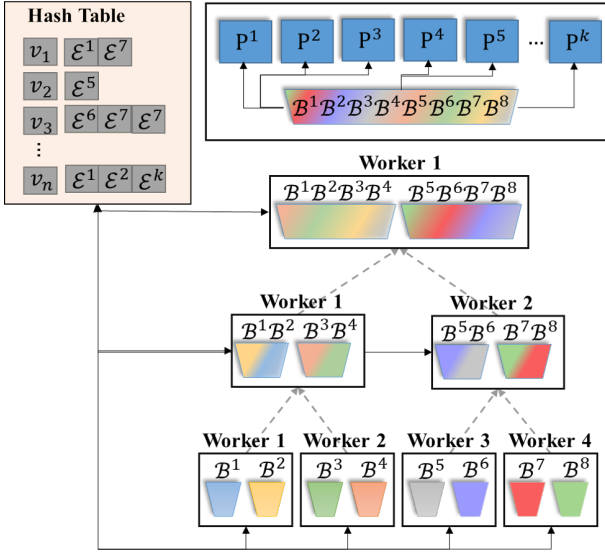 Hash Table
v₁ ℰ¹ ℰ⁷
v₂ ℰ⁵
v₃ ℰ⁶ ℰ⁷ ℰ⁷
⋮
vₙ ℰ¹ ℰ² ℰᵏ
P¹ P² P³ P⁴ P⁵ ... Pᵏ
ℬ¹ℬ²ℬ³ℬ⁴ℬ⁵ℬ⁶ℬ⁷ℬ⁸
Worker 1
ℬ¹ℬ²ℬ³ℬ⁴ ℬ⁵ℬ⁶ℬ⁷ℬ⁸
Worker 1 Worker 2
ℬ¹ℬ² ℬ³ℬ⁴ ℬ⁵ℬ⁶ ℬ⁷ℬ⁸
Worker 1 Worker 2 Worker 3 Worker 4
ℬ¹ ℬ² ℬ³ ℬ⁴ ℬ⁵ ℬ⁶ ℬ⁷ ℬ⁸